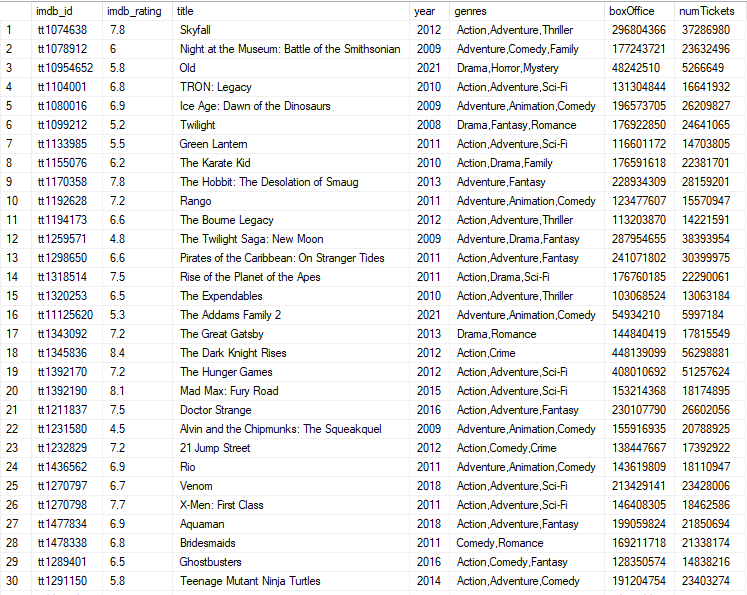 imdb_id imdb_rating title year genres boxOffice numTickets
1 tt1074638 7.8 Skyfall 2012 Action,Adventure,Thriller 296804366 37286980
2 tt1078912 6 Night at the Museum: Battle of the Smithsonian 2009 Adventure,Comedy,Family 177243721 23632496
3 tt10954652 5.8 Old 2021 Drama,Horror,Mystery 48242510 5266649
4 tt1104001 6.8 TRON: Legacy 2010 Action,Adventure,Sci-Fi 131304844 16641932
5 tt1080016 6.9 Ice Age: Dawn of the Dinosaurs 2009 Adventure,Animation,Comedy 196573705 26209827
6 tt1099212 5.2 Twilight 2008 Drama,Fantasy,Romance 176922850 24641065
7 tt1133985 5.5 Green Lantern 2011 Action,Adventure,Sci-Fi 116601172 14703805
8 tt1155076 6.2 The Karate Kid 2010 Action,Drama,Family 176591618 22381701
9 tt1170358 7.8 The Hobbit: The Desolation of Smaug 2013 Adventure,Fantasy 228934309 28159201
10 tt1192628 7.2 Rango 2011 Adventure,Animation,Comedy 123477607 15570947
11 tt1194173 6.6 The Bourne Legacy 2012 Action,Adventure,Thriller 113203870 14221591
12 tt1259571 4.8 The Twilight Saga: New Moon 2009 Adventure,Drama,Fantasy 287954655 38393954
13 tt1298650 6.6 Pirates of the Caribbean: On Stranger Tides 2011 Action,Adventure,Fantasy 241071802 30399975
14 tt1318514 7.5 Rise of the Planet of the Apes 2011 Action,Drama,Sci-Fi 176760185 22290061
15 tt1320253 6.5 The Expendables 2010 Action,Adventure,Thriller 103068524 13063184
16 tt11125620 5.3 The Addams Family 2 2021 Adventure,Animation,Comedy 54934210 5997184
17 tt1343092 7.2 The Great Gatsby 2013 Drama,Romance 144840419 17815549
18 tt1345836 8.4 The Dark Knight Rises 2012 Action,Crime 448139099 56298881
19 tt1392170 7.2 The Hunger Games 2012 Action,Adventure,Sci-Fi 408010692 51257624
20 tt1392190 8.1 Mad Max: Fury Road 2015 Action,Adventure,Sci-Fi 153214368 18174895
21 tt1211837 7.5 Doctor Strange 2016 Action,Adventure,Fantasy 230107790 26602056
22 tt1231580 4.5 Alvin and the Chipmunks: The Squeakquel 2009 Adventure,Animation,Comedy 155916935 20788925
23 tt1232829 7.2 21 Jump Street 2012 Action,Comedy,Crime 138447667 17392922
24 tt1436562 6.9 Rio 2011 Adventure,Animation,Comedy 143619809 18110947
25 tt1270797 6.7 Venom 2018 Action,Adventure,Sci-Fi 213429141 23428006
26 tt1270798 7.7 X-Men: First Class 2011 Action,Adventure,Sci-Fi 146408305 18462586
27 tt1477834 6.9 Aquaman 2018 Action,Adventure,Fantasy 199059824 21850694
28 tt1478338 6.8 Bridesmaids 2011 Comedy,Romance 169211718 21338174
29 tt1289401 6.5 Ghostbusters 2016 Action,Comedy,Fantasy 128350574 14838216
30 tt1291150 5.8 Teenage Mutant Ninja Turtles 2014 Action,Adventure,Comedy 191204754 23403274